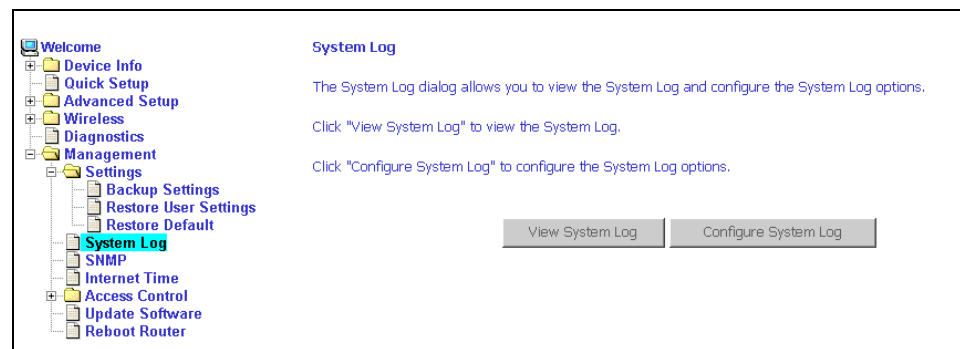 Welcome
Device Info
Quick Setup
Advanced Setup
Wireless
Diagnostics
Management
Settings
Backup Settings
Restore User Settings
Restore Default
System Log
SNMP
Internet Time
Access Control
Update Software
Reboot Router
System Log
The System Log dialog allows you to view the System Log and configure the System Log options.
Click "View System Log" to view the System Log.
Click "Configure System Log" to configure the System Log options.
View System Log
Configure System Log